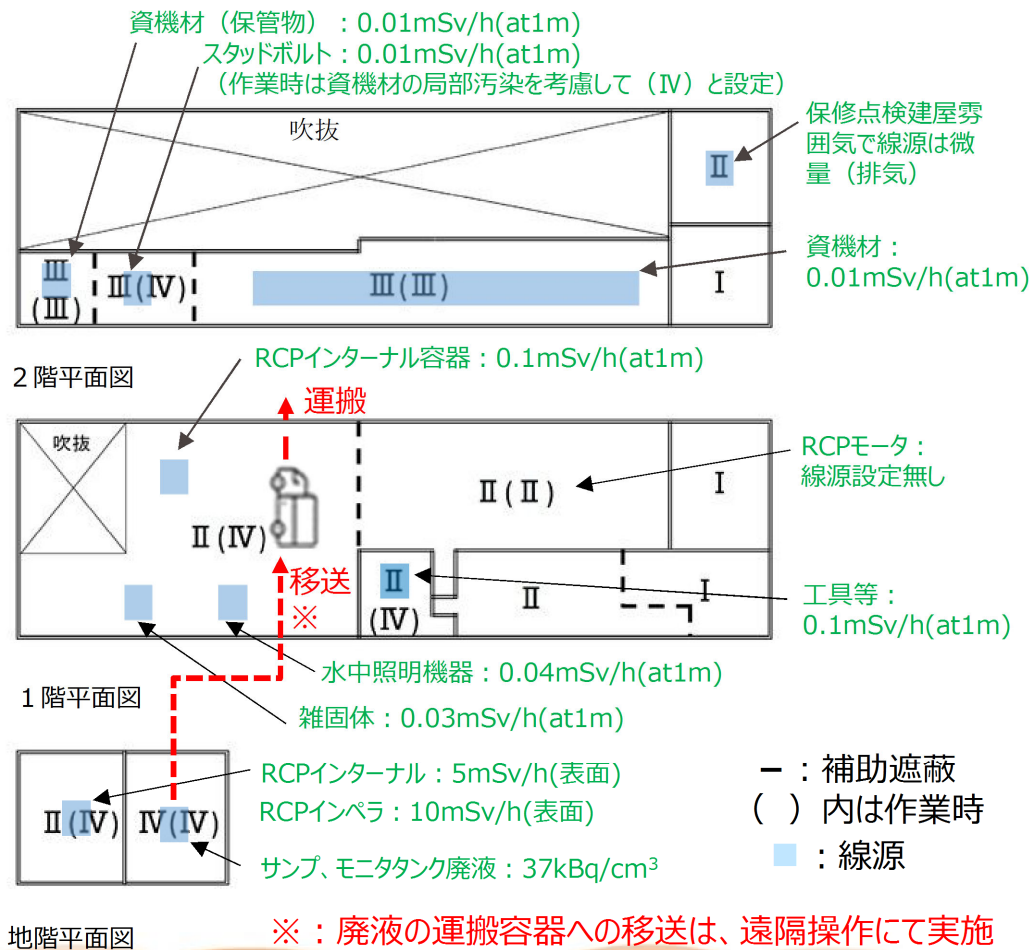 資機材（保管物）：0.01mSv/h(at1m)
スタッドボルト：0.01mSv/h(at1m)
（作業時は資機材の局部汚染を考慮して（Ⅳ）と設定）
吹抜
Ⅱ
保修点検建屋雰
囲気で線源は微
量（排気）
Ⅲ
(Ⅲ)
Ⅲ(Ⅳ)
Ⅲ(Ⅲ)
Ⅰ
資機材：
0.01mSv/h(at1m)
２階平面図
RCPインターナル容器：0.1mSv/h(at1m)
運搬
吹抜
Ⅱ(Ⅳ)
Ⅱ(Ⅱ)
Ⅰ
RCPモータ：
線源設定無し
移送
※
Ⅱ
(Ⅳ)
Ⅱ
Ⅰ
工具等：
0.1mSv/h(at1m)
水中照明機器：0.04mSv/h(at1m)
１階平面図
雑固体：0.03mSv/h(at1m)
Ⅱ(Ⅳ)
Ⅳ(Ⅳ)
RCPインターナル：5mSv/h(表面)
RCPインペラ：10mSv/h(表面)
サンプ、モニタタンク廃液：37kBq/cm³
－：補助遮蔽
（ ）内は作業時
：線源
地階平面図
※：廃液の運搬容器への移送は、遠隔操作にて実施